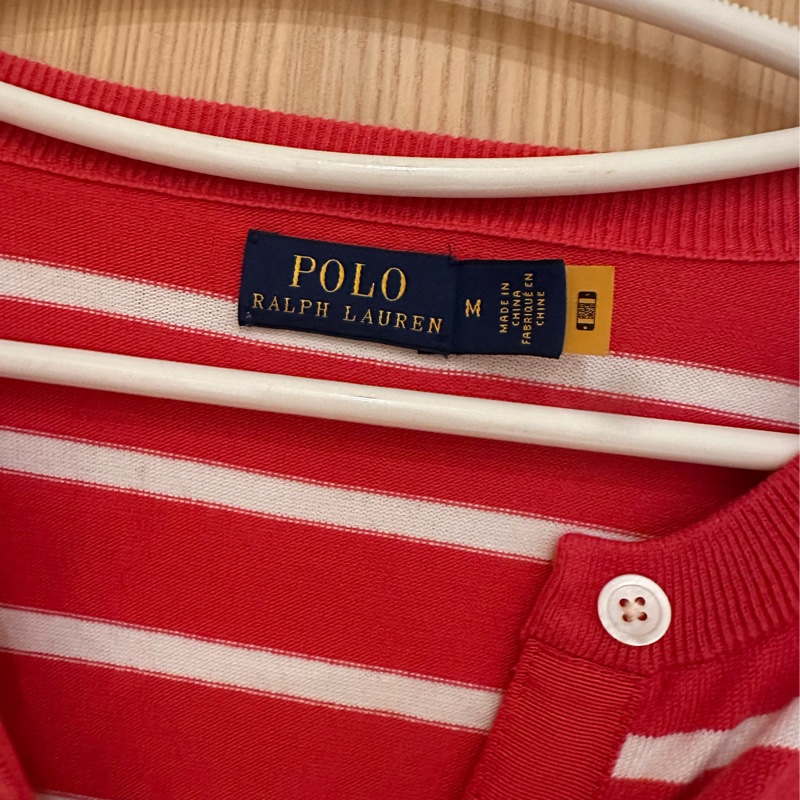 POLO
RALPH LAUREN
M
MADE IN
CHINA
FABRIQUÉ EN
CHINE